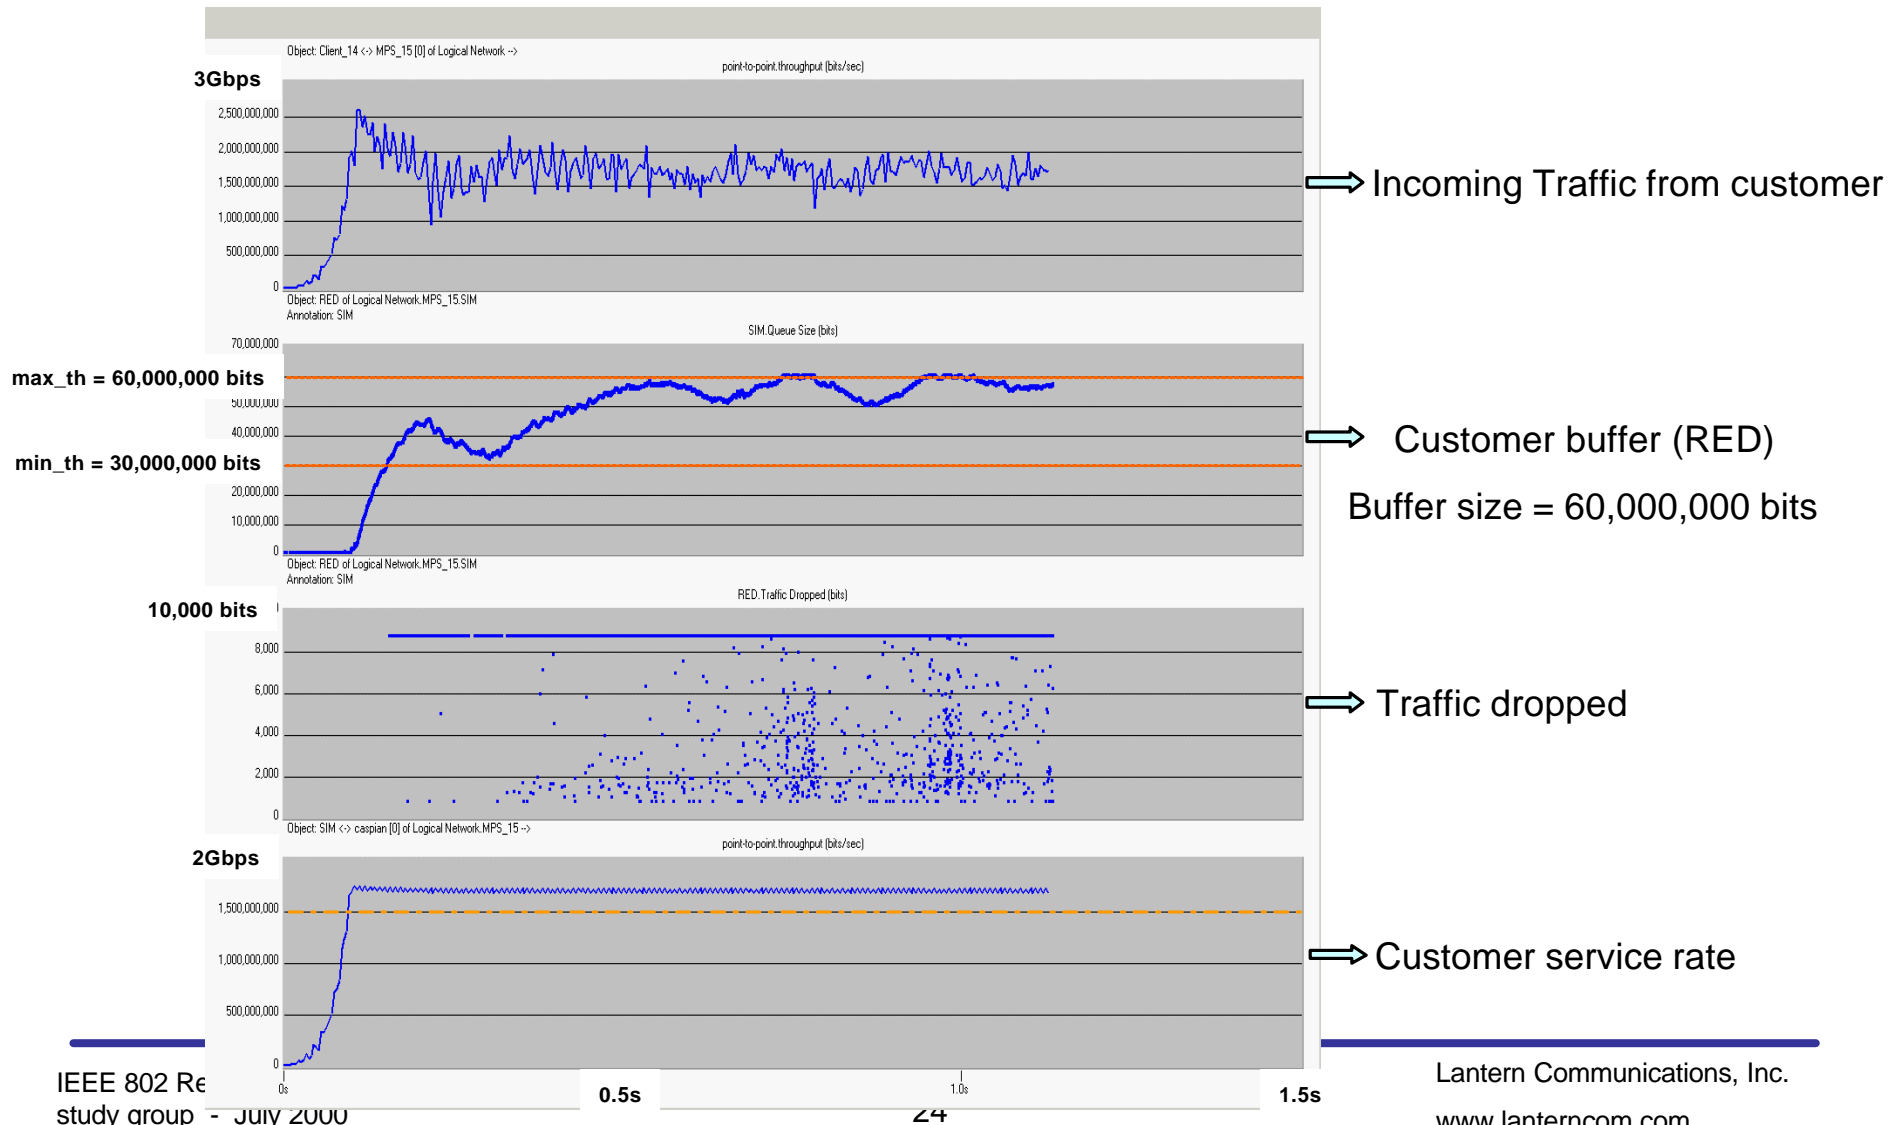 Object: Client_14 <-> MPS_15 [0] of Logical Network -->
point-to-point.throughput (bits/sec)
3Gbps
2,500,000,000
2,000,000,000
1,500,000,000
1,000,000,000
500,000,000
0
Incoming Traffic from customer
Object: RED of Logical Network.MPS_15.SIM
Annotation: SIM
SIM.Queue Size (bits)
70,000,000
max_th = 60,000,000 bits
50,000,000
40,000,000
min_th = 30,000,000 bits
20,000,000
10,000,000
0
Customer buffer (RED)
Buffer size = 60,000,000 bits
Object: RED of Logical Network.MPS_15.SIM
Annotation: SIM
RED.Traffic Dropped (bits)
10,000 bits
8,000
6,000
4,000
2,000
0
Traffic dropped
Object: SIM <-> caspian [0] of Logical Network.MPS_15 -->
point-to-point.throughput (bits/sec)
2Gbps
1,500,000,000
1,000,000,000
500,000,000
0
Customer service rate
0s
0.5s
1.0s
1.5s
IEEE 802 Re
study group - July 2000
24
Lantern Communications, Inc.
www.lanterncom.com